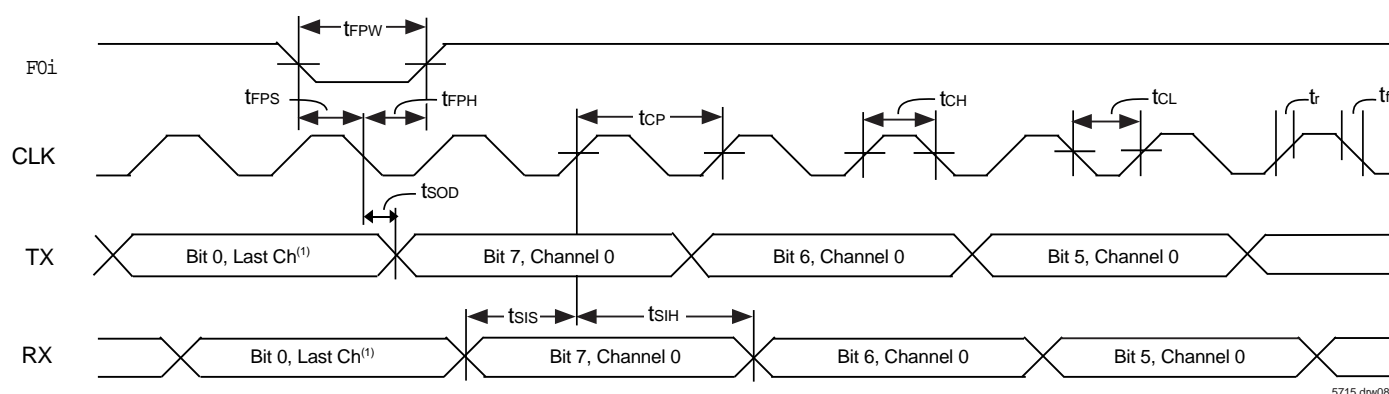 tFPW
F0i
tFPS
tFPH
tCP
tCH
tCL
tr
tf
CLK
tSOD
TX
Bit 0, Last Ch(1)
Bit 7, Channel 0
Bit 6, Channel 0
Bit 5, Channel 0
tSIS
tSIH
RX
Bit 0, Last Ch(1)
Bit 7, Channel 0
Bit 6, Channel 0
Bit 5, Channel 0
5715 drw08